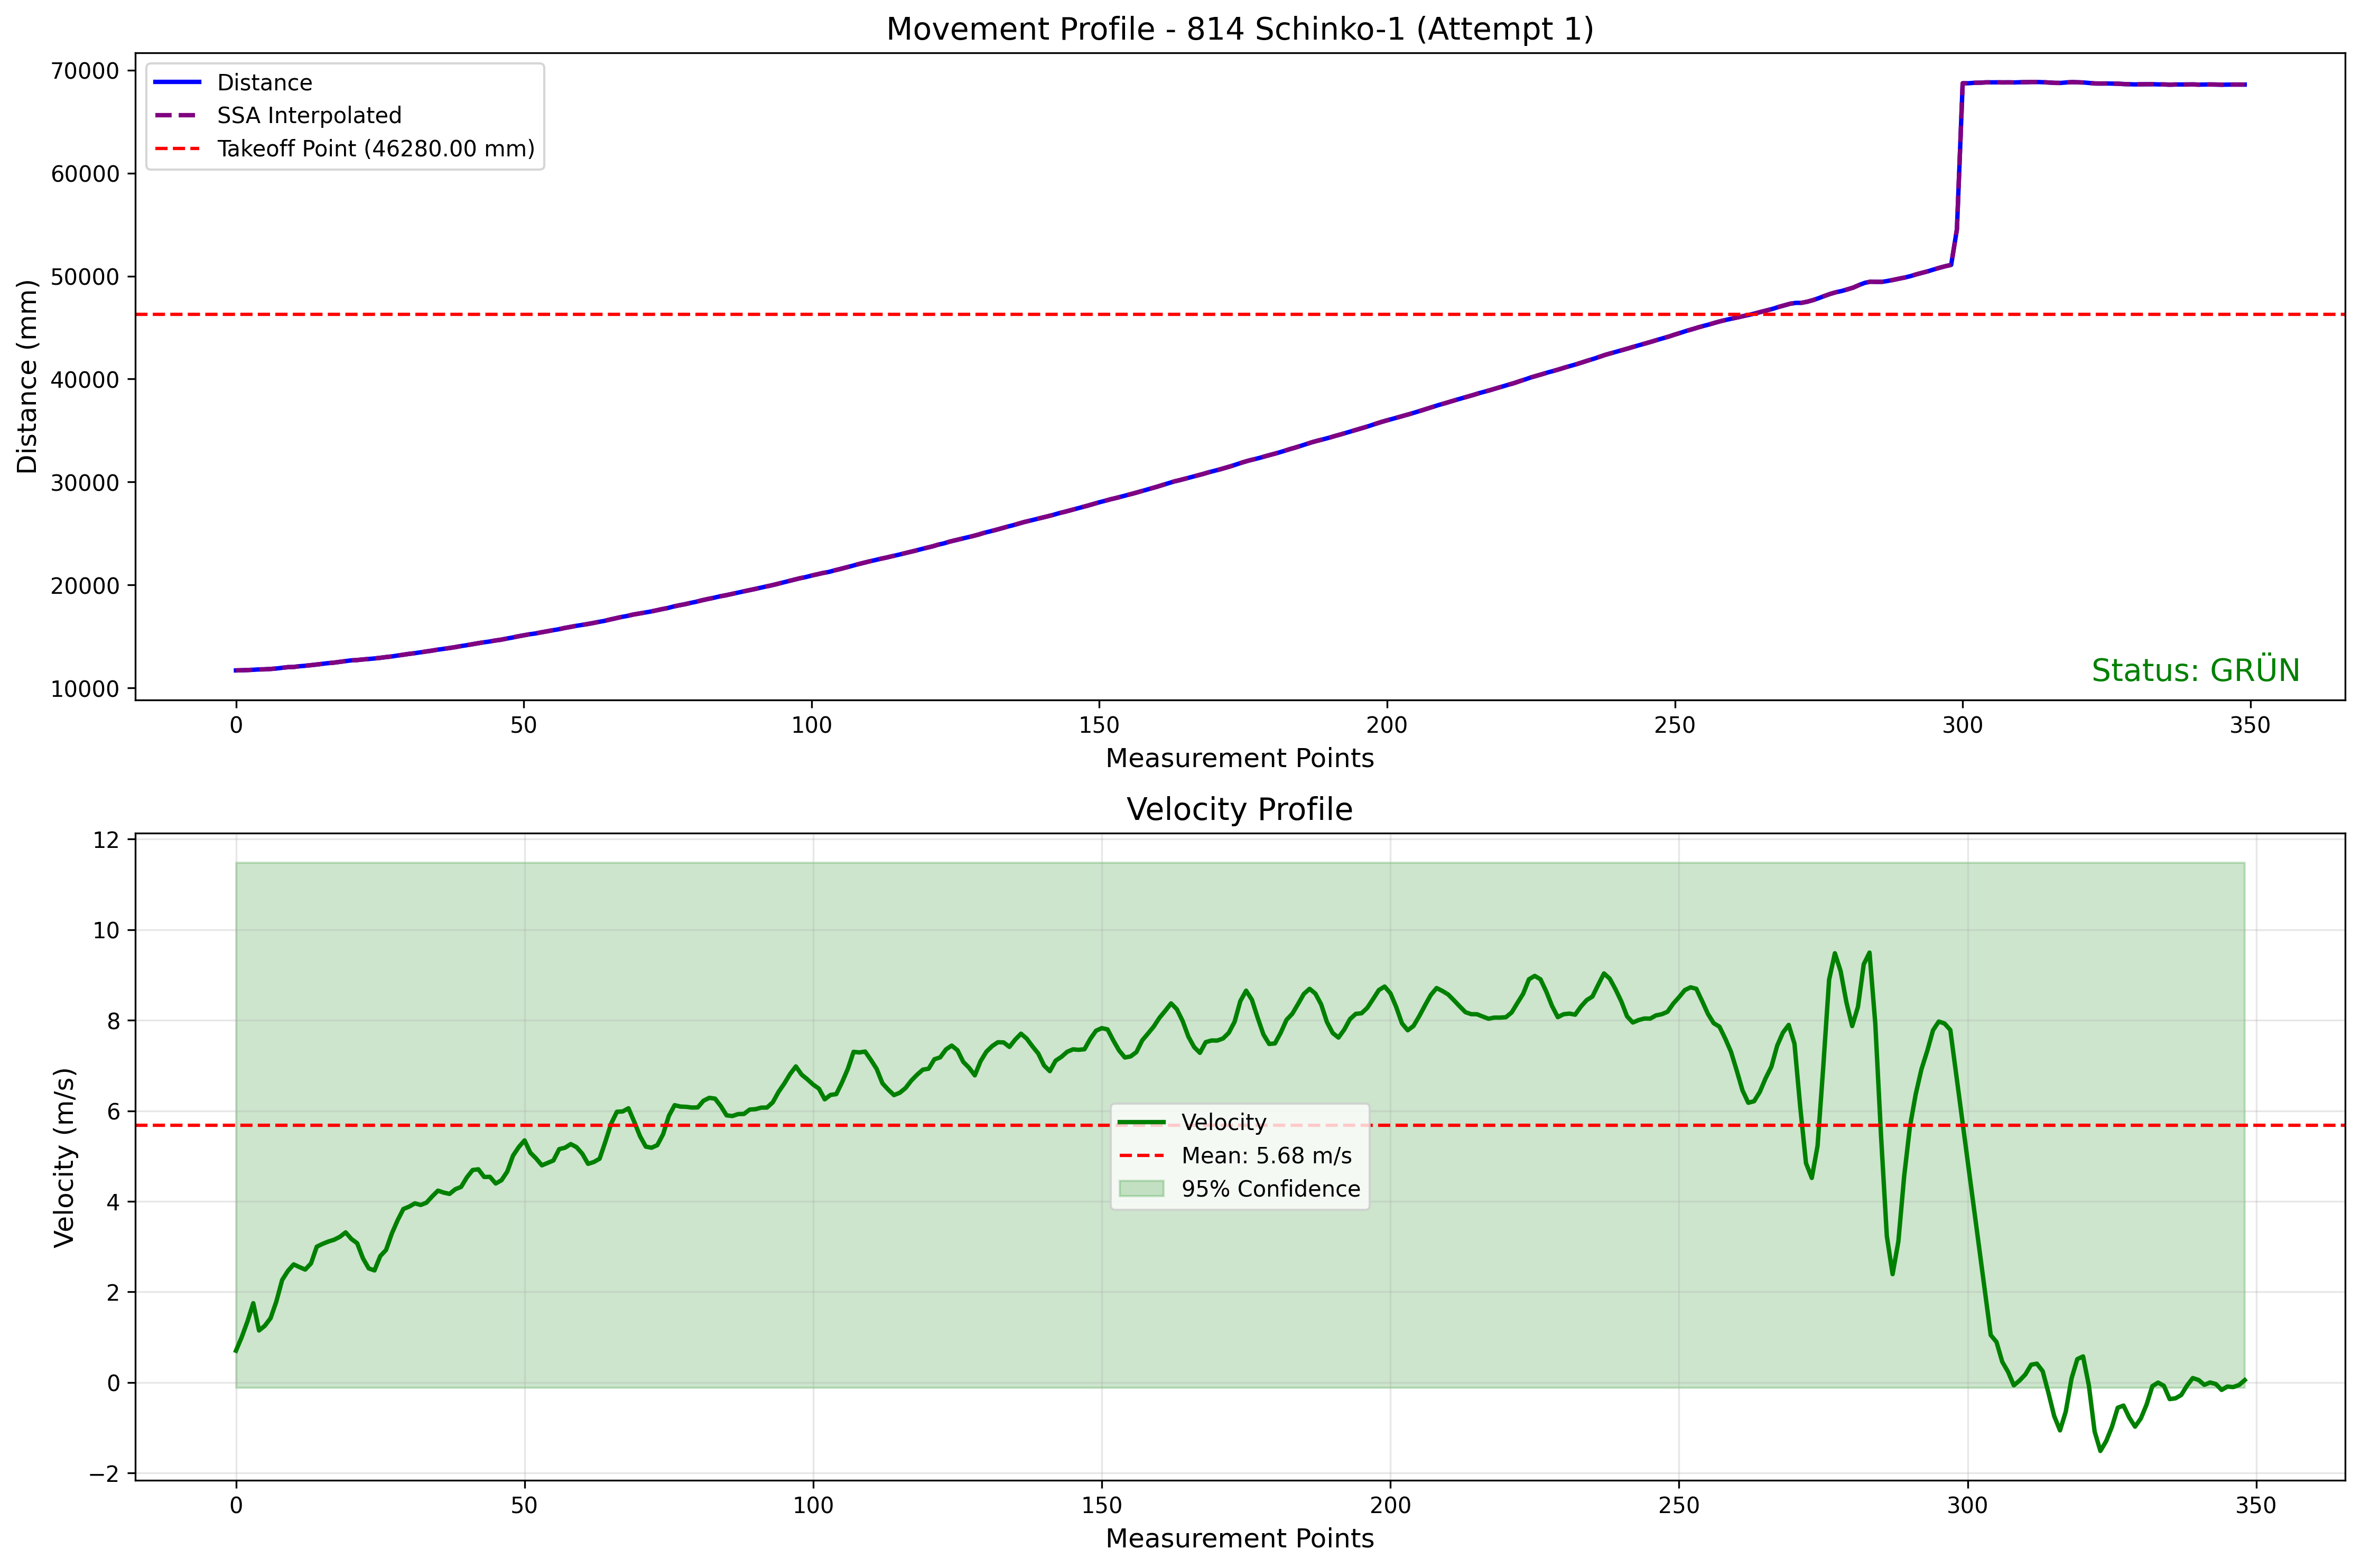 Movement Profile - 814 Schinko-1 (Attempt 1)
Distance
SSA Interpolated
Takeoff Point (46280.00 mm)
Distance (mm)
70000
60000
50000
40000
30000
20000
10000
Status: GRÜN
0 50 100 150 200 250 300 350
Measurement Points
Velocity Profile
Velocity (m/s)
12
10
8
6
4
2
0
−2
Velocity
Mean: 5.68 m/s
95% Confidence
0 50 100 150 200 250 300 350
Measurement Points